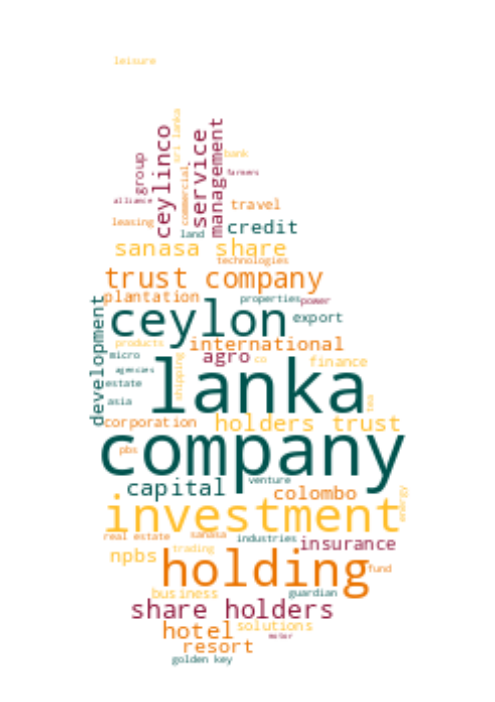 leisure
sri lanka
ceylinco
service
management
group
bank
farmers
commercial
alliance
travel
leasing
land
credit
sanasa share
technologies
trust company
plantation
properties
power
development
ceylon
export
products
international
micro
shipping
agro
co
finance
agencies
estate
lanka
asia
tea
corporation
holders trust
company
pbs
venture
capital
colombo
energy
investment
real estate
sanasa
industries
insurance
npbs
trading
holding
fund
business
guardian
share holders
hotel
solutions
motor
resort
golden key